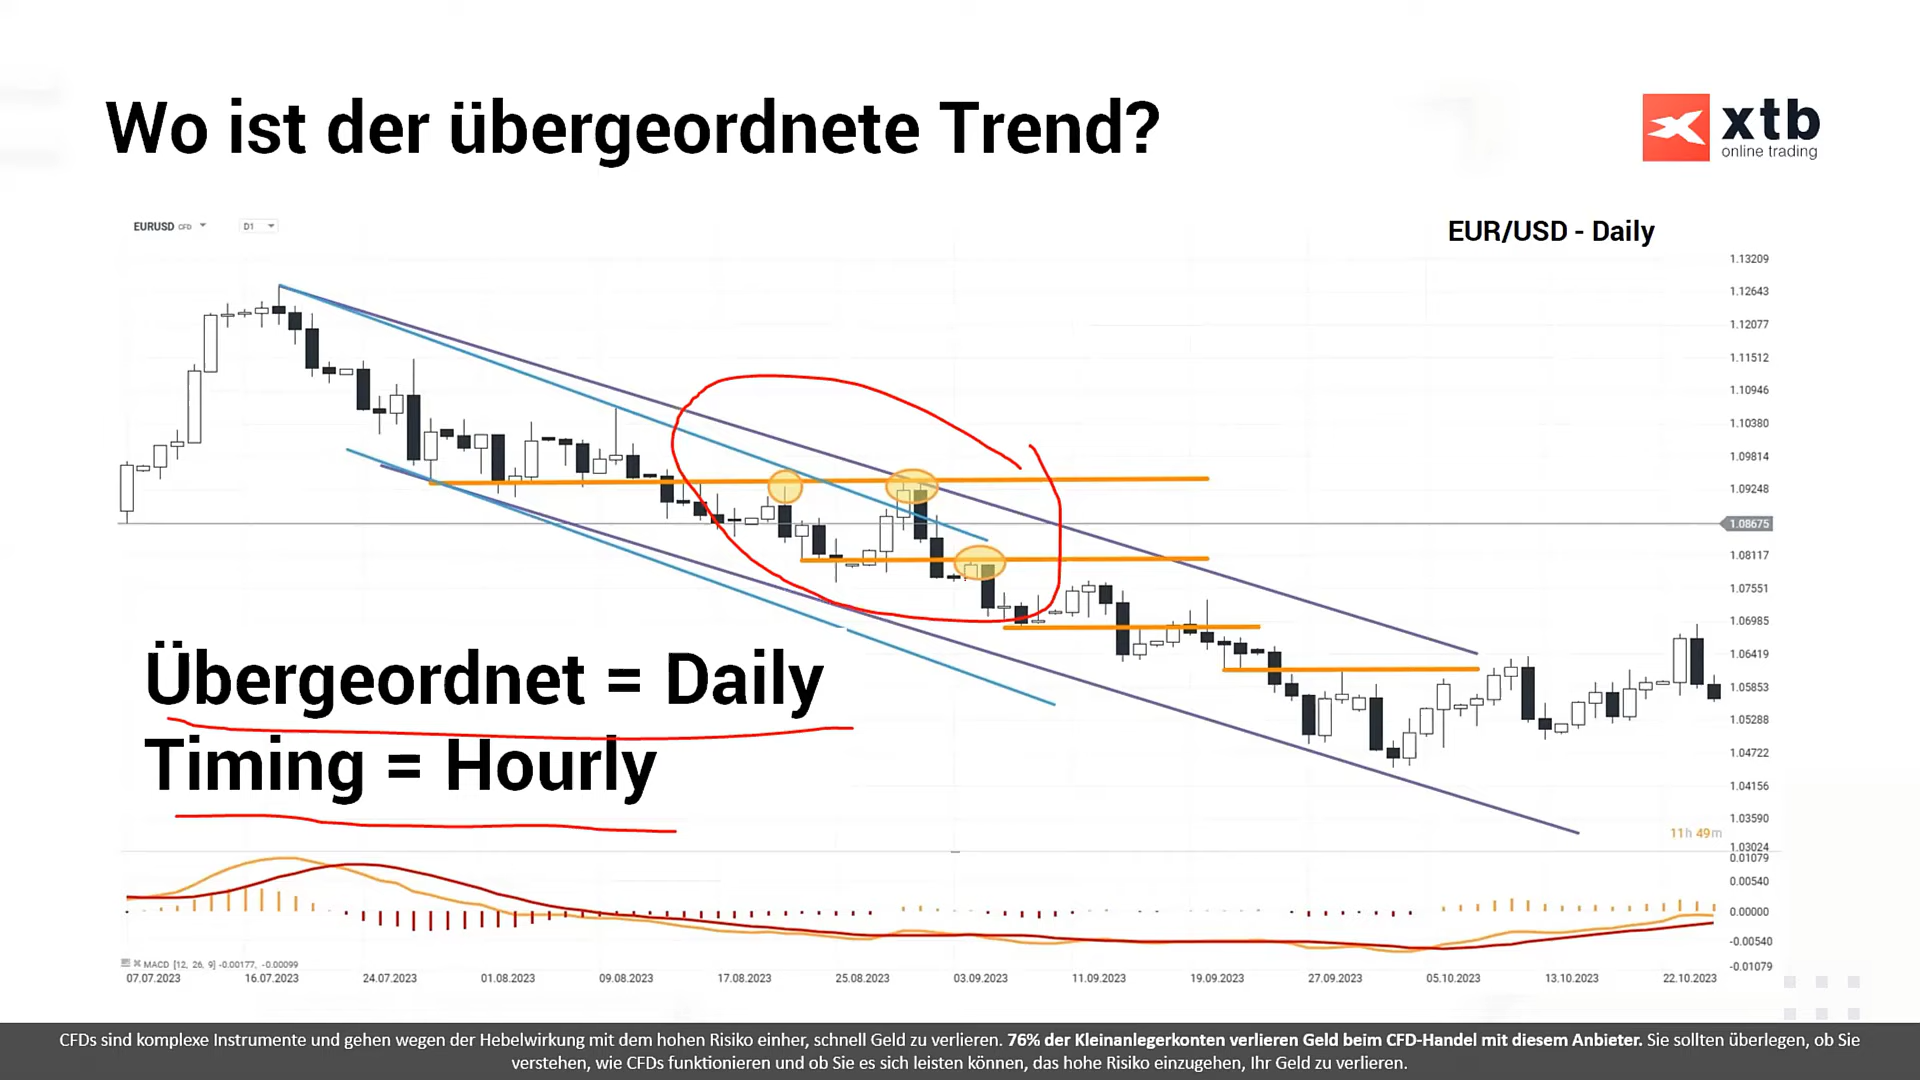 Wo ist der übergeordnete Trend?
xtb
online trading
EURUSD CFD
D1
EUR/USD - Daily
1.13209
1.12643
1.12077
1.11512
1.10946
1.10380
1.09814
1.09248
1.08675
1.08117
1.07551
1.06985
1.06419
1.05853
1.05288
1.04722
1.04156
1.03590
1.03024
Übergeordnet = Daily
Timing = Hourly
11h 49m
0.01079
0.00540
0.00000
-0.00540
-0.01079
MACD [12, 26, 9] -0.00177, -0.00099
07.07.2023 16.07.2023 24.07.2023 01.08.2023 09.08.2023 17.08.2023 25.08.2023 03.09.2023 11.09.2023 19.09.2023 27.09.2023 05.10.2023 13.10.2023 22.10.2023
CFDs sind komplexe Instrumente und gehen wegen der Hebelwirkung mit dem hohen Risiko einher, schnell Geld zu verlieren. 76% der Kleinanlegerkonten verlieren Geld beim CFD-Handel mit diesem Anbieter. Sie sollten überlegen, ob Sie
verstehen, wie CFDs funktionieren und ob Sie es sich leisten können, das hohe Risiko einzugehen, Ihr Geld zu verlieren.